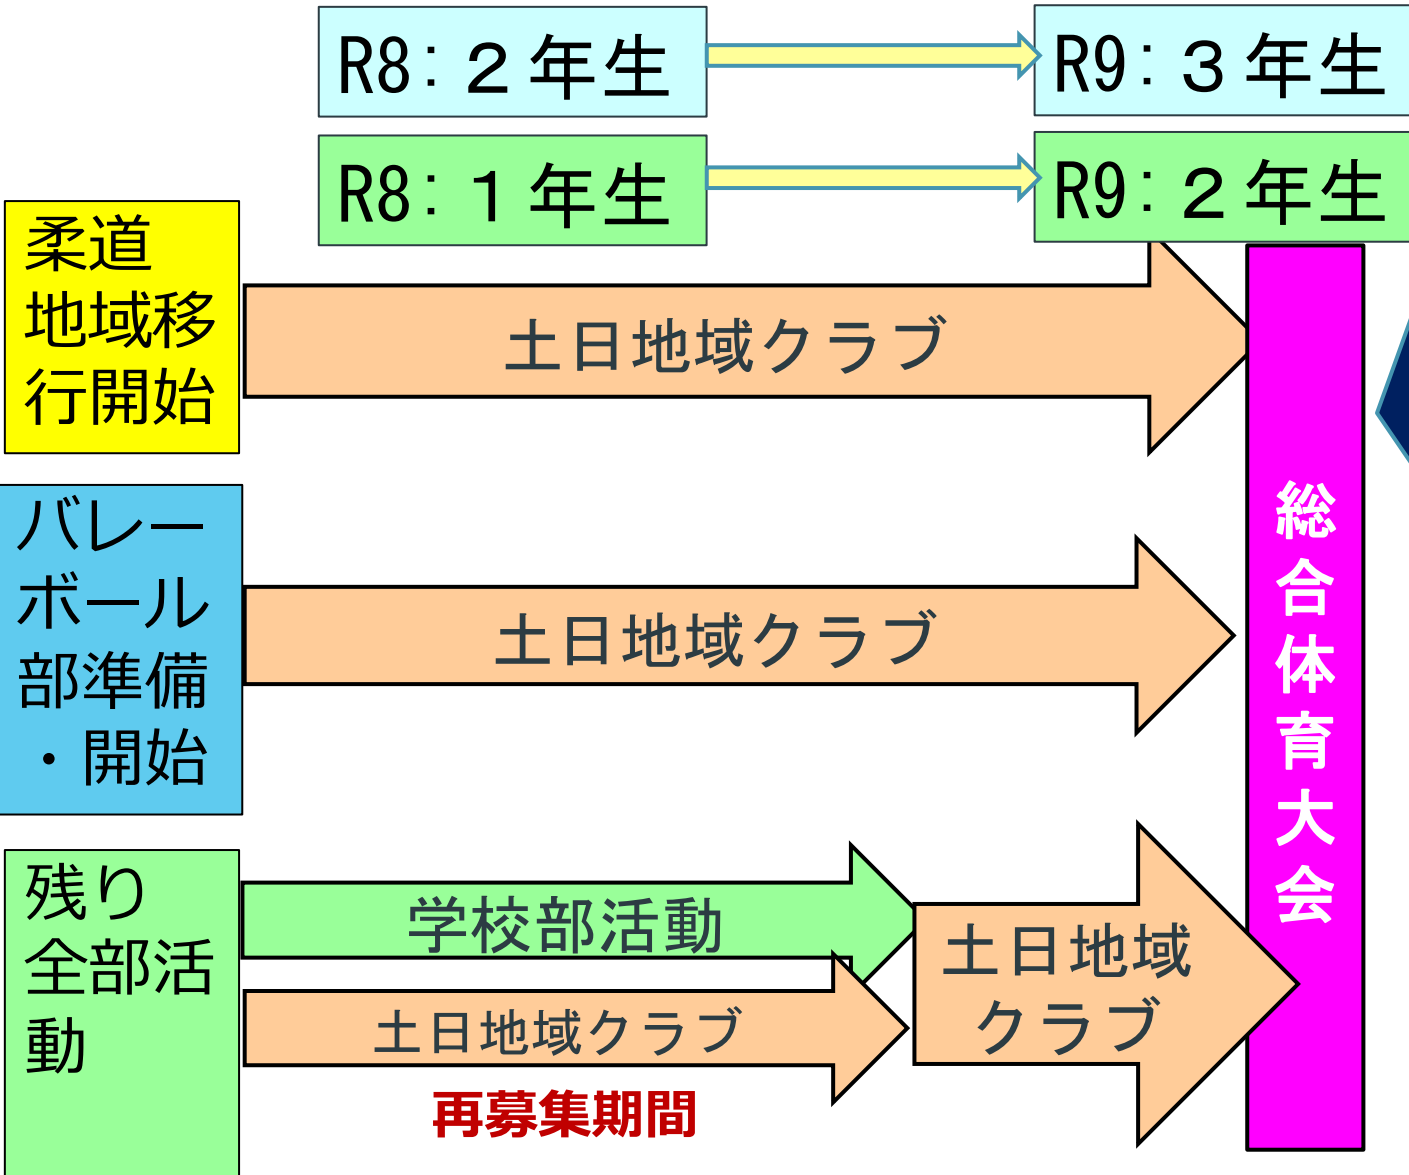 R8：２年生
R9：３年生
R8：１年生
R9：２年生
柔道
地域移
行開始
土日地域クラブ
バレー
ボール
部準備
・開始
土日地域クラブ
残り
全部活
動
学校部活動
土日地域クラブ
再募集期間
土日地域
クラブ
総合体育大会